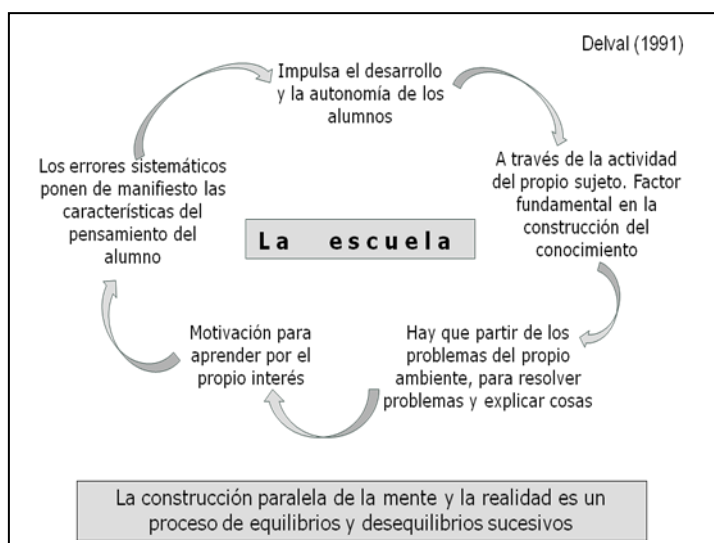 Delval (1991)
Impulsa el desarrollo
y la autonomía de los
alumnos
A través de la actividad
del propio sujeto. Factor
fundamental en la
construcción del
conocimiento
Hay que partir de los
problemas del propio
ambiente, para resolver
problemas y explicar cosas
Motivación para
aprender por el
propio interés
Los errores sistemáticos
ponen de manifiesto las
características del
pensamiento del
alumno
La escuela
La construcción paralela de la mente y la realidad es un
proceso de equilibrios y desequilibrios sucesivos